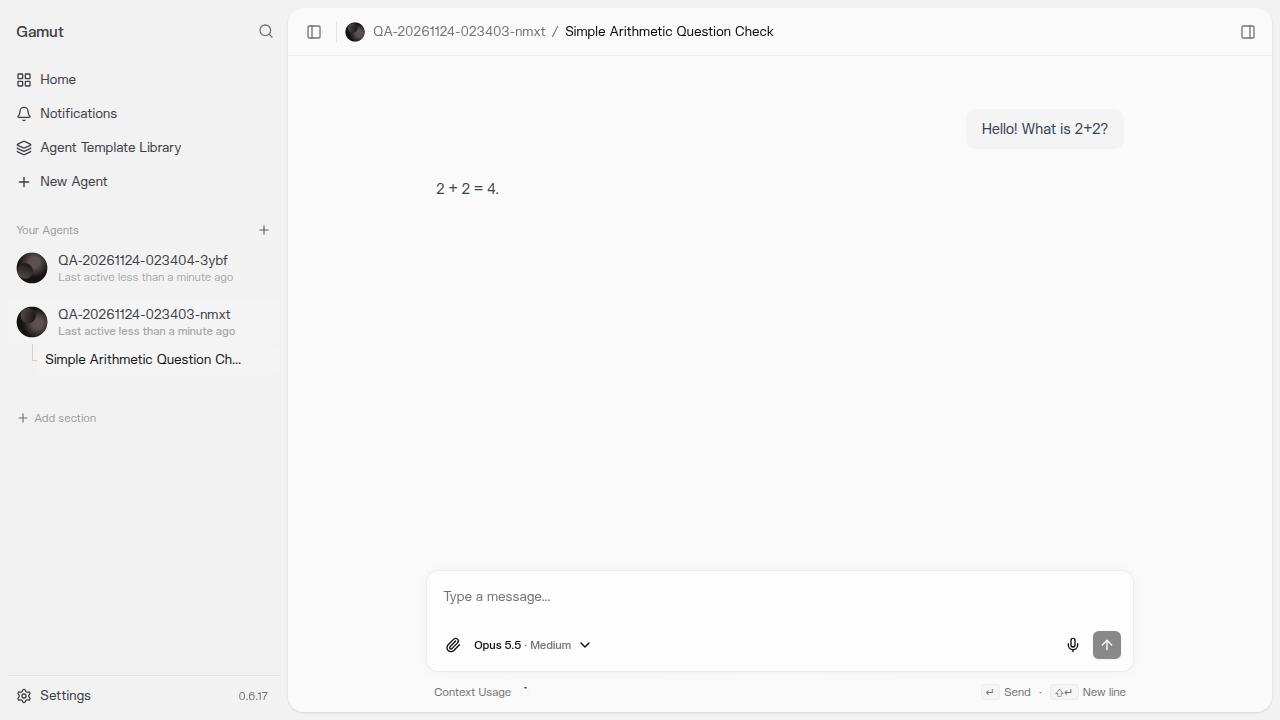 Gamut
Home
Notifications
Agent Template Library
New Agent
Your Agents
QA-20261124-023404-3ybf
Last active less than a minute ago
QA-20261124-023403-nmxt
Last active less than a minute ago
Simple Arithmetic Question Ch...
Add section
Settings
0.6.17
QA-20261124-023403-nmxt / Simple Arithmetic Question Check
Hello! What is 2+2?
2 + 2 = 4.
Type a message...
Opus 5.5 · Medium
Context Usage
↵ Send · ⇧↵ New line